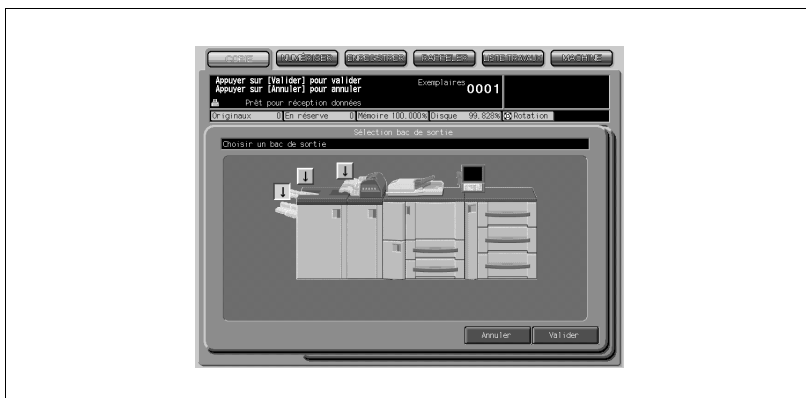 COPIE NUMÉRISER ENREGISTRER RAPPELER LISTE TRAVAUX MACHINE
Appuyer sur [Valider] pour valider
Appuyer sur [Annuler] pour annuler
Exemplaires 0001
Prêt pour réception données
Originaux 0 En réserve 0 Mémoire 100.000% Disque 99.828% Rotation
Sélection bac de sortie
Choisir un bac de sortie
Annuler Valider